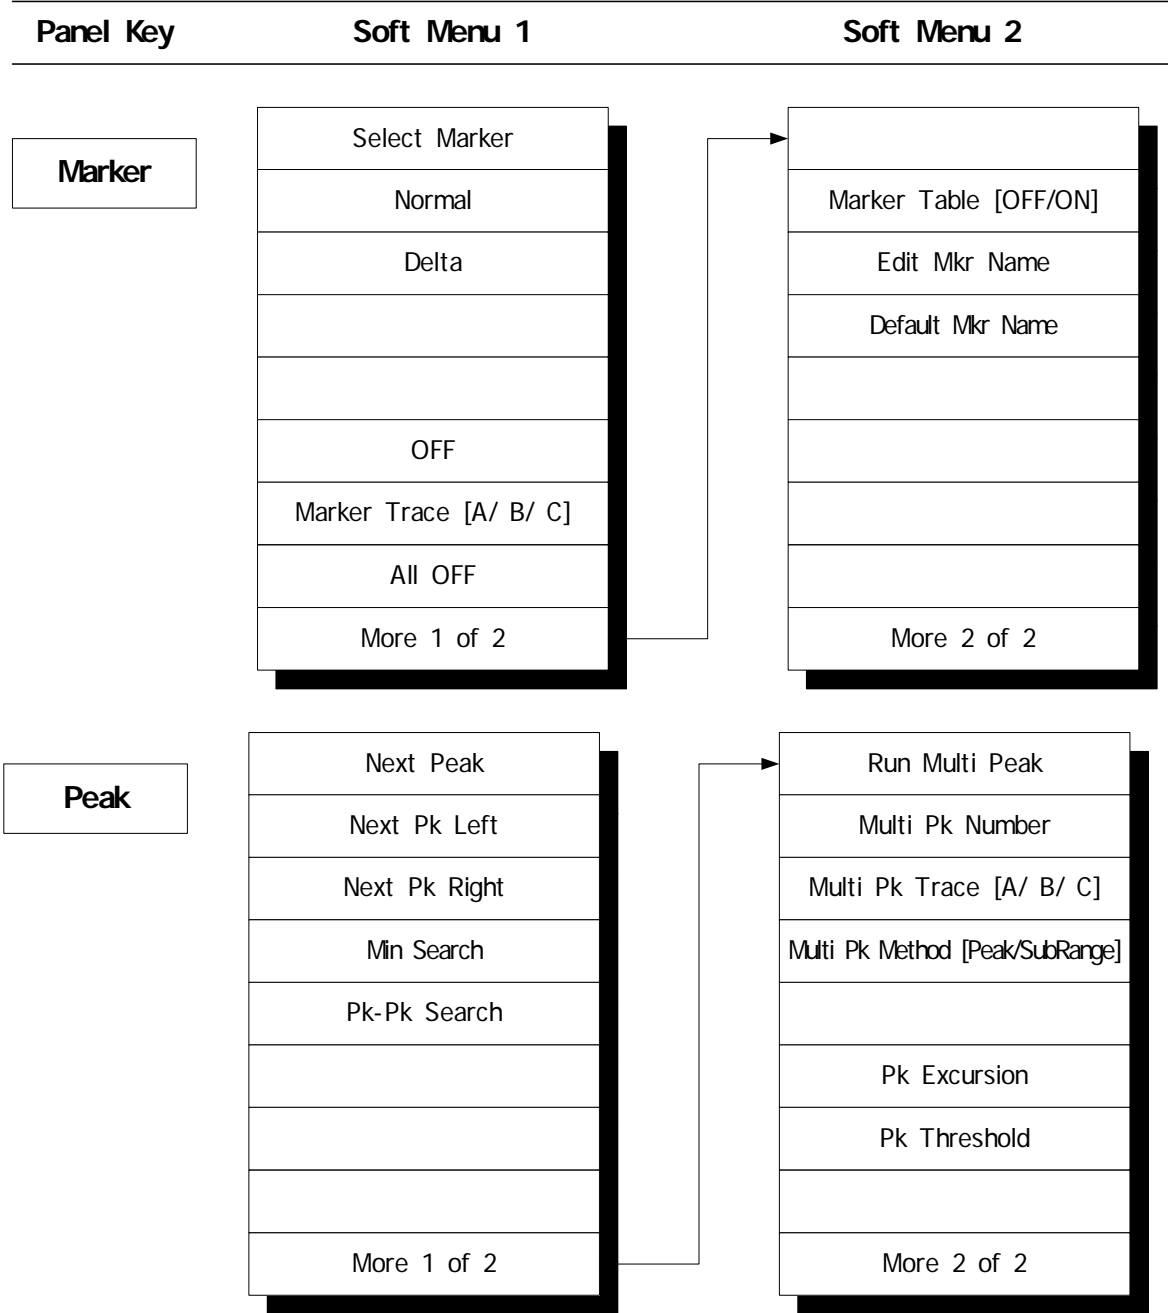 Panel Key Soft Menu 1 Soft Menu 2
Marker
Select Marker
Normal
Delta
OFF
Marker Trace [A/ B/ C]
All OFF
More 1 of 2
Marker Table [OFF/ON]
Edit Mkr Name
Default Mkr Name
More 2 of 2
Peak
Next Peak
Next Pk Left
Next Pk Right
Min Search
Pk-Pk Search
More 1 of 2
Run Multi Peak
Multi Pk Number
Multi Pk Trace [A/ B/ C]
Multi Pk Method [Peak/SubRange]
Pk Excursion
Pk Threshold
More 2 of 2